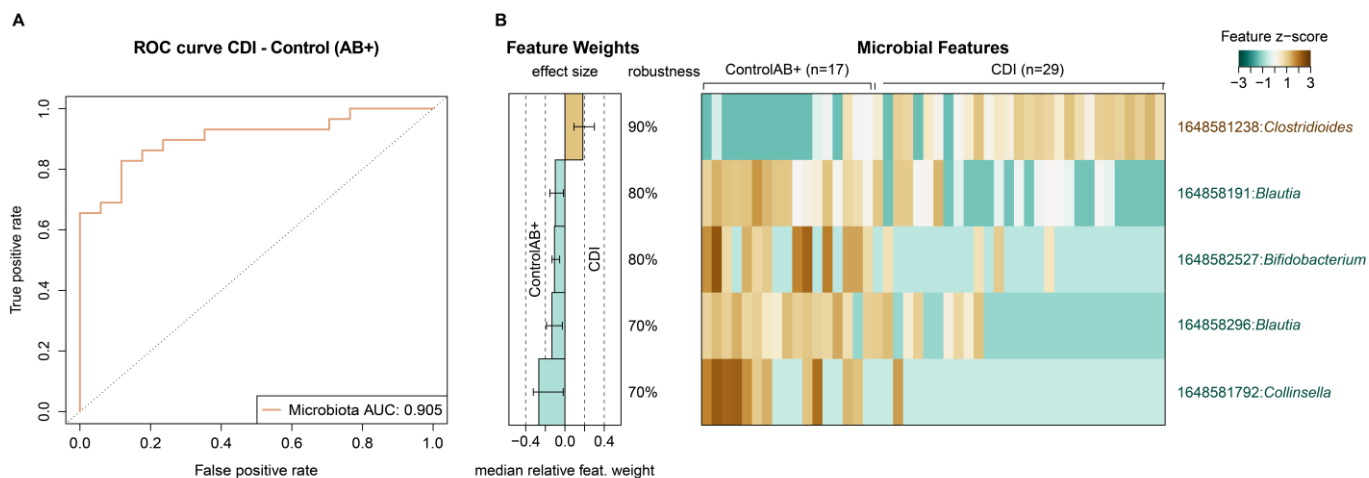 A
ROC curve CDI - Control (AB+)
True positive rate
1.0
0.8
0.6
0.4
0.2
0.0
0.0 0.2 0.4 0.6 0.8 1.0
False positive rate
Microbiota AUC: 0.905
B
Feature Weights
effect size
robustness
ControlAB+
CDI
90%
80%
80%
70%
70%
−0.4 0.0 0.4
median relative feat. weight
Microbial Features
ControlAB+ (n=17)
CDI (n=29)
Feature z−score
−3 −1 1 3
1648581238:Clostridioides
164858191:Blautia
1648582527:Bifidobacterium
164858296:Blautia
1648581792:Collinsella